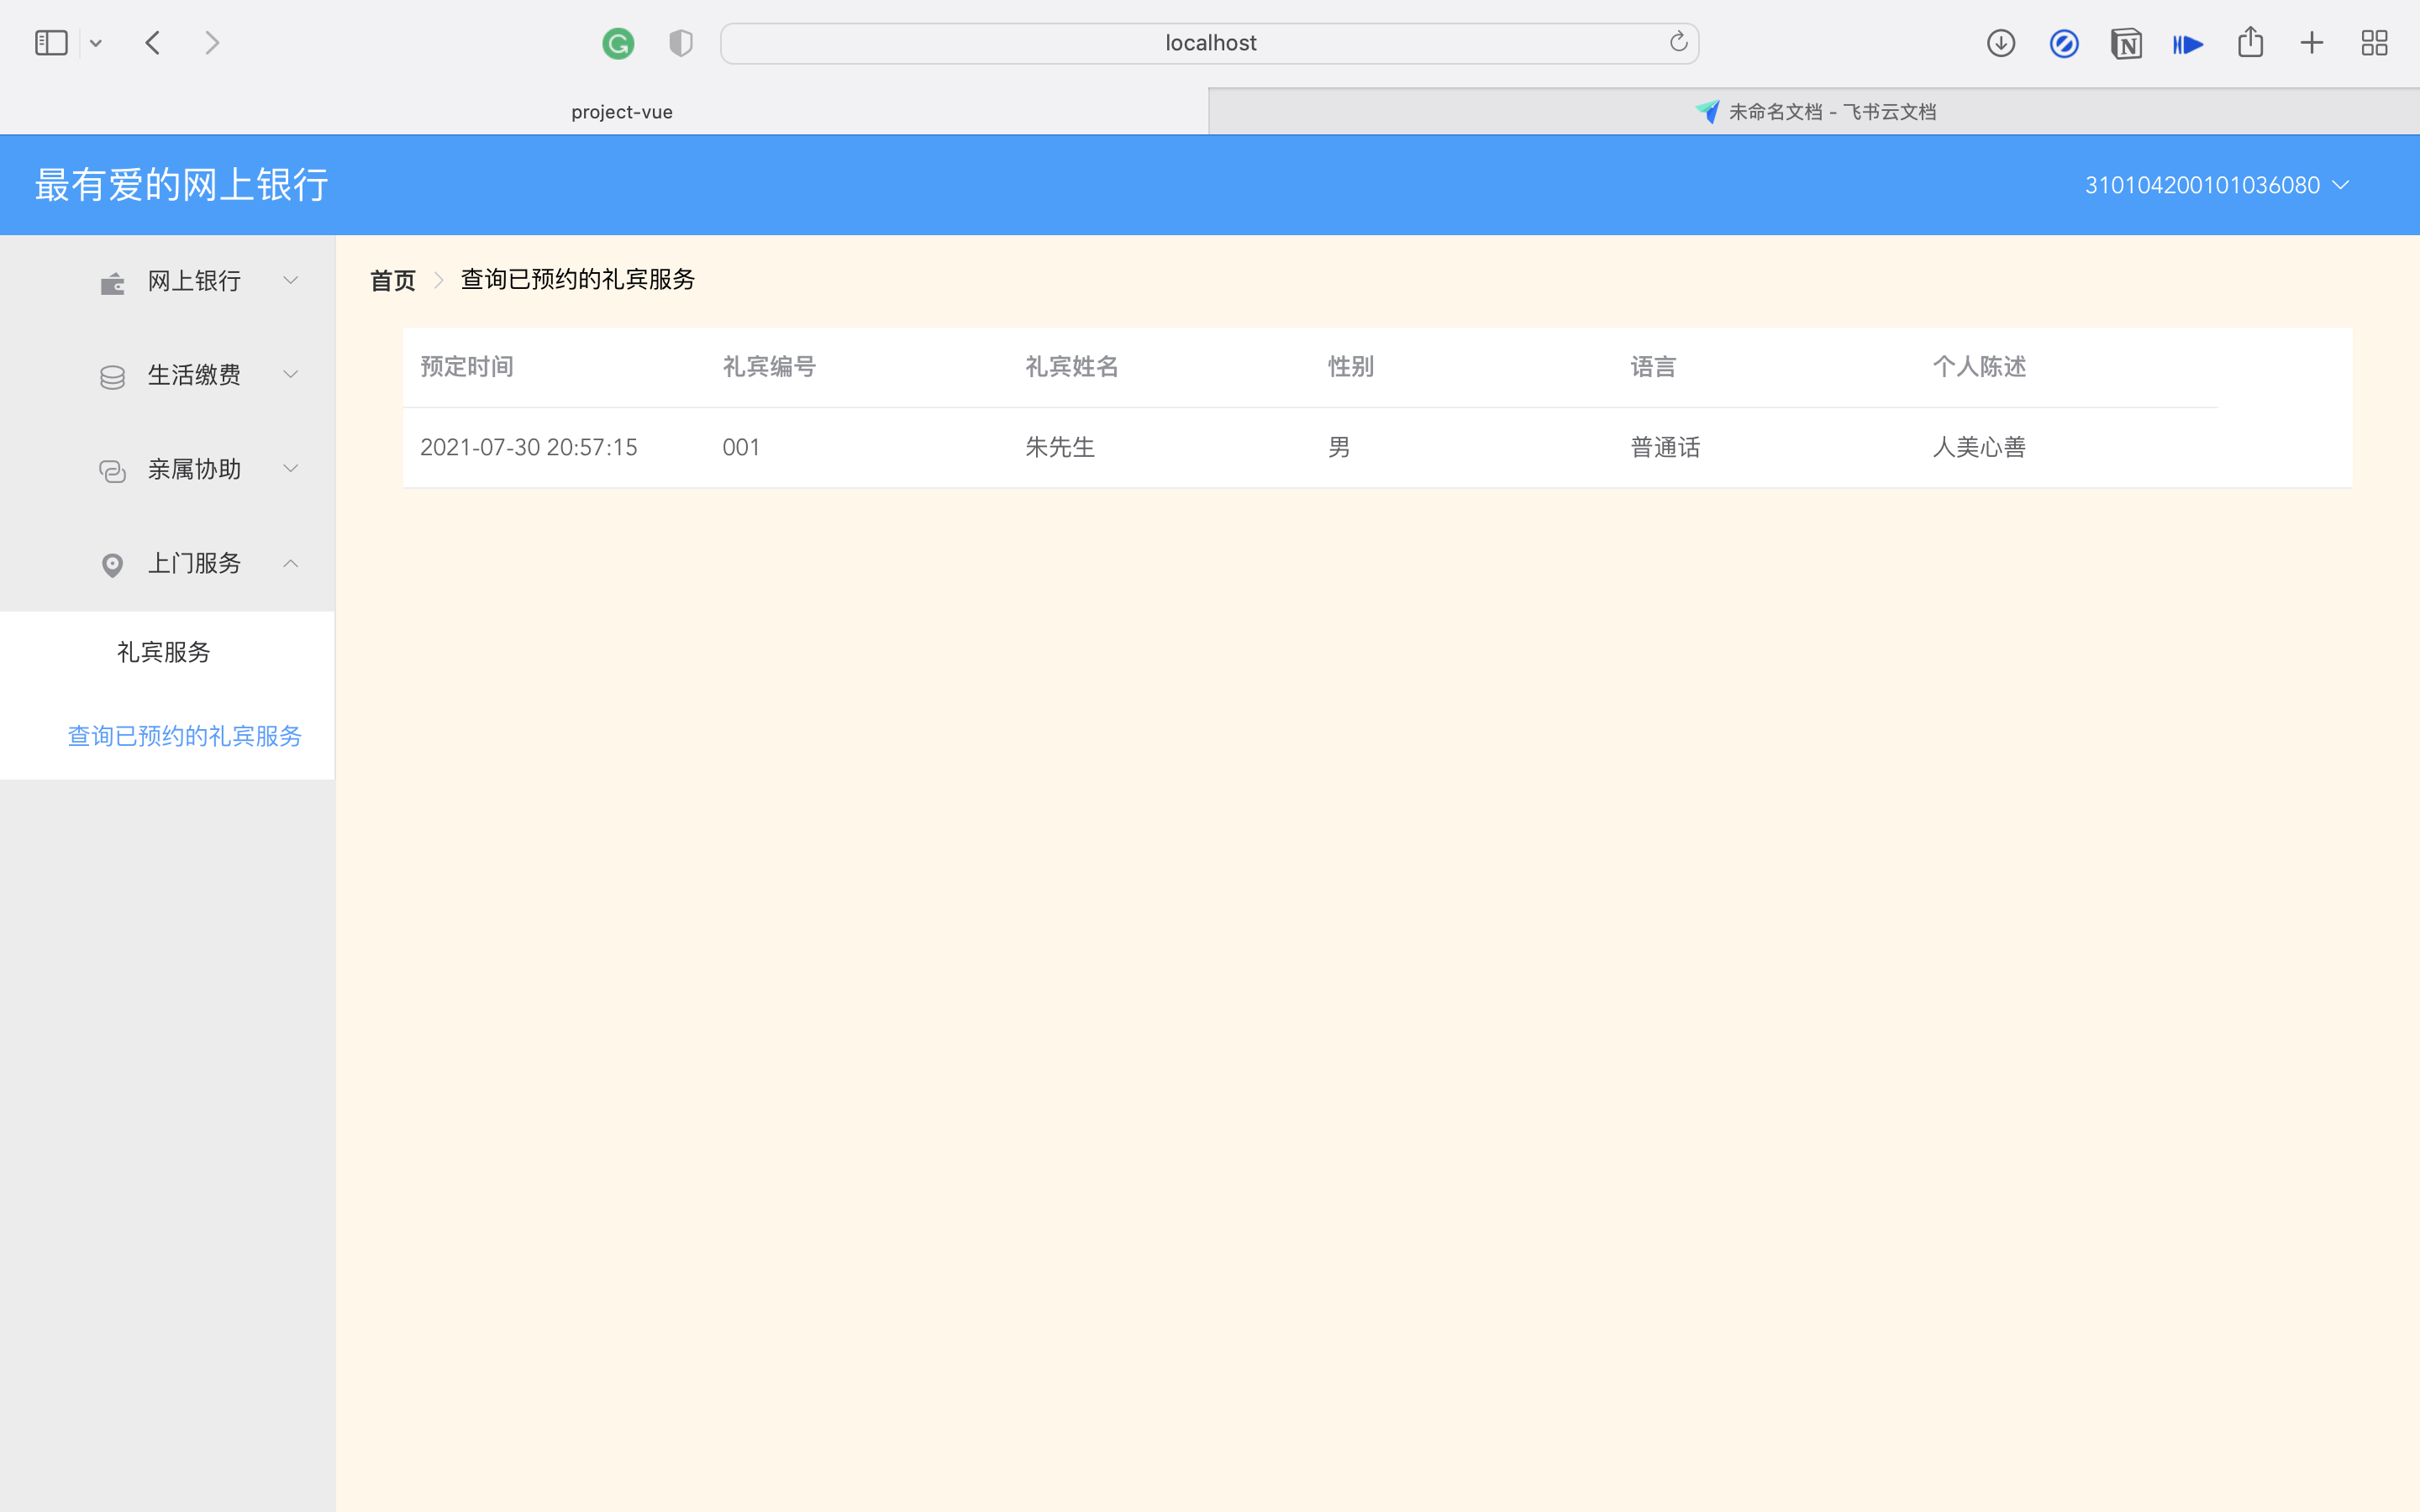 localhost
project-vue
未命名文档 - 飞书云文档
最有爱的网上银行
310104200101036080
网上银行
生活缴费
亲属协助
上门服务
礼宾服务
查询已预约的礼宾服务
首页 查询已预约的礼宾服务
预定时间 礼宾编号 礼宾姓名 性别 语言 个人陈述
2021-07-30 20:57:15 001 朱先生 男 普通话 人美心善